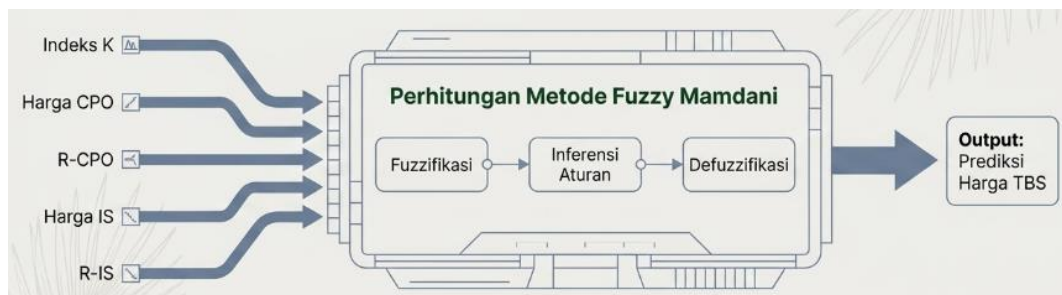 Indeks K
Harga CPO
R-CPO
Harga IS
R-IS
Perhitungan Metode Fuzzy Mamdani
Fuzzifikasi
Inferensi
Aturan
Defuzzifikasi
Output:
Prediksi
Harga TBS